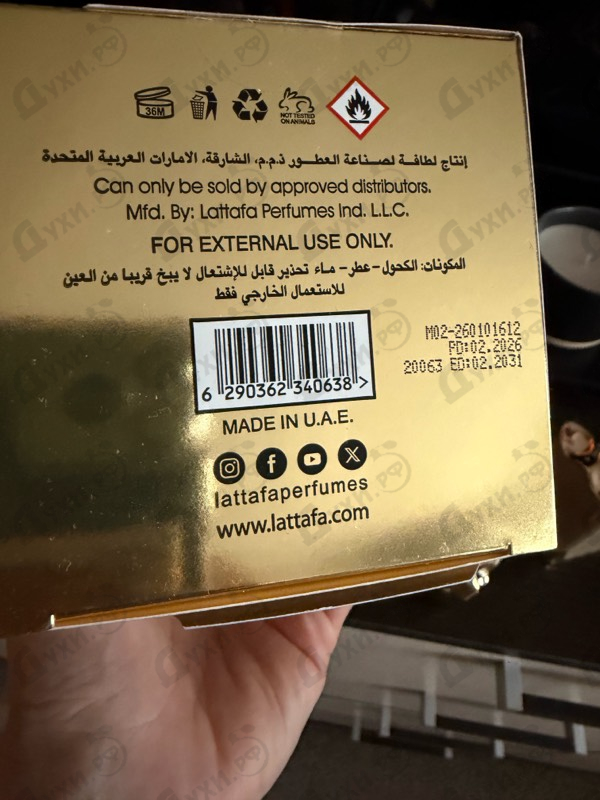 36M
NOT TESTED
ON ANIMALS
إنتاج لطافة لصناعة العطور ذ.م.م، الشارقة، الامارات العربية المتحدة
Can only be sold by approved distributors.
Mfd. By: Lattafa Perfumes Ind. L.L.C.
FOR EXTERNAL USE ONLY.
المكونات: الكحول - عطر - ماء تحذير قابل للإشتعال لا يبخ قريبا من العين
للاستعمال الخارجي فقط
M02-260101612
PD:02.2026
20063 ED:02.2031
6 290362 340638 >
MADE IN U.A.E.
lattafaperfumes
www.lattafa.com
Духи.РФ